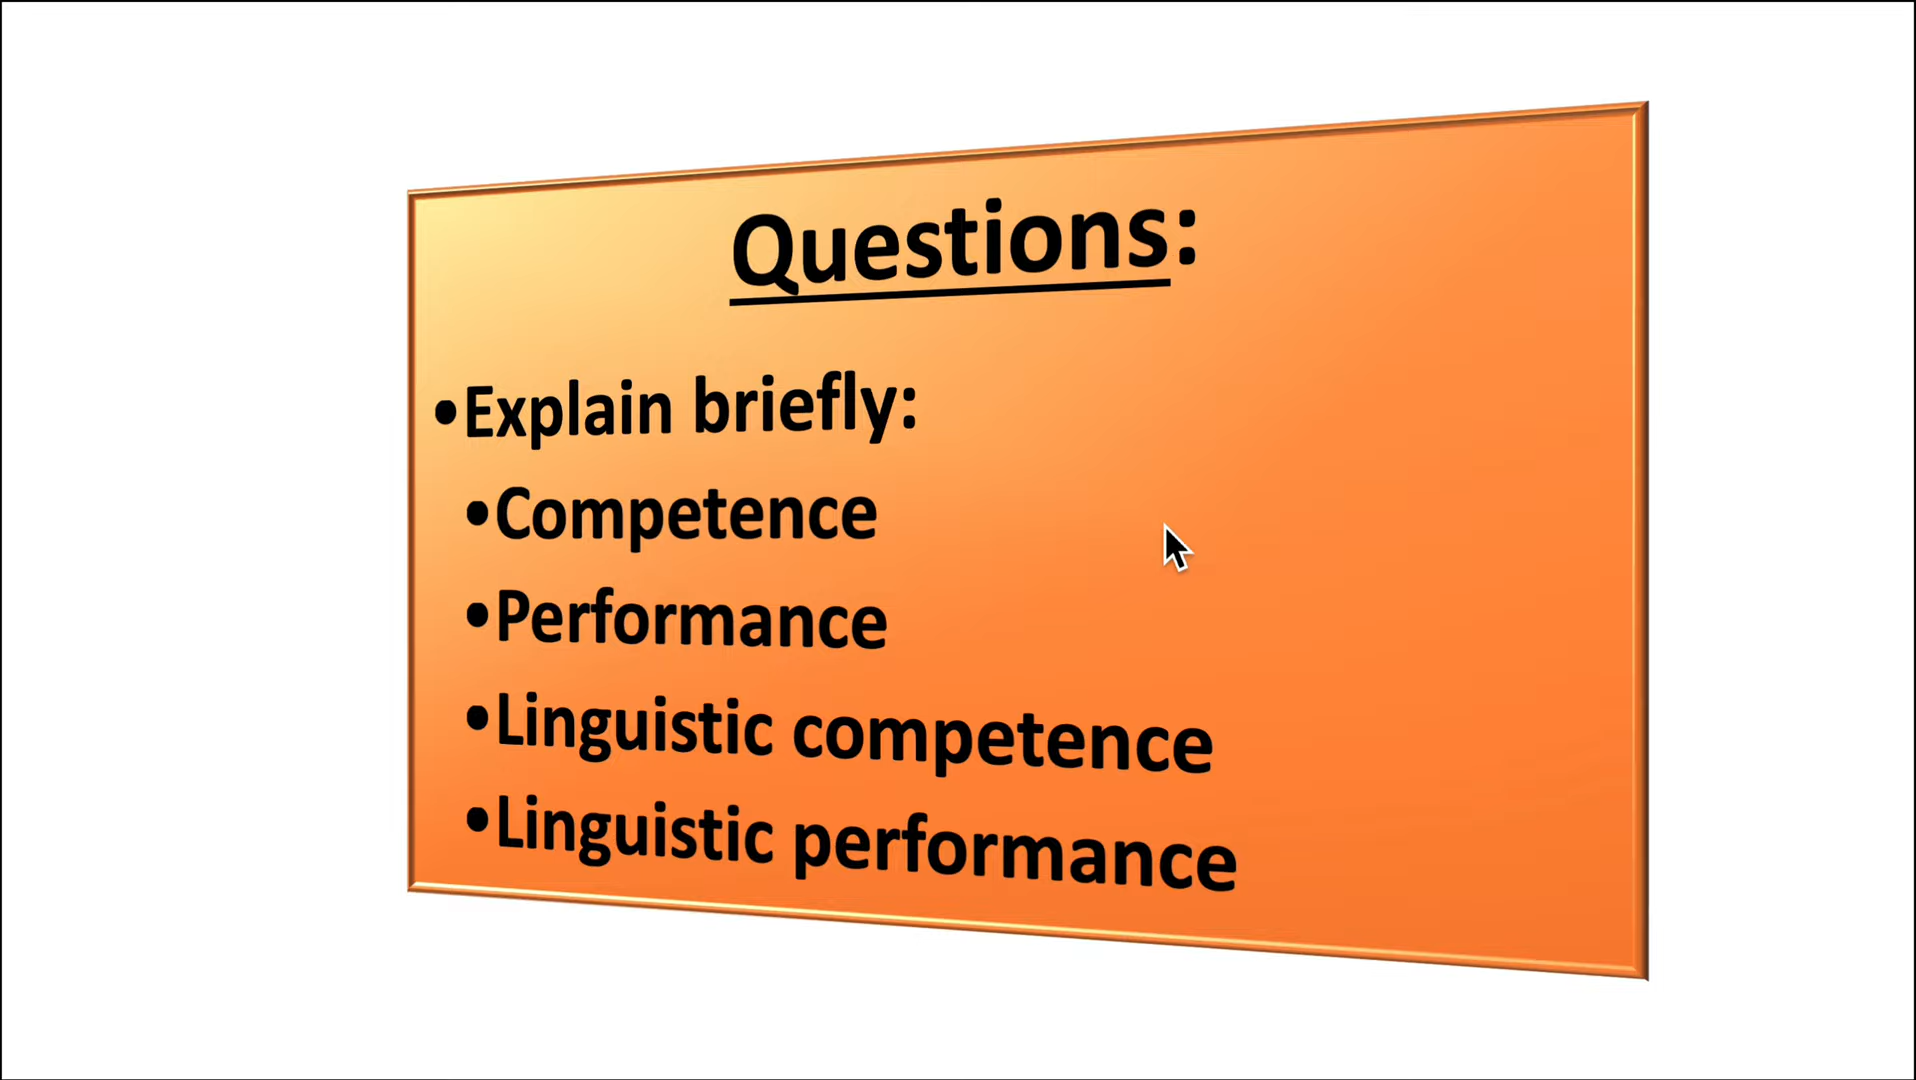 Questions:
•Explain briefly:
•Competence
•Performance
•Linguistic competence
•Linguistic performance